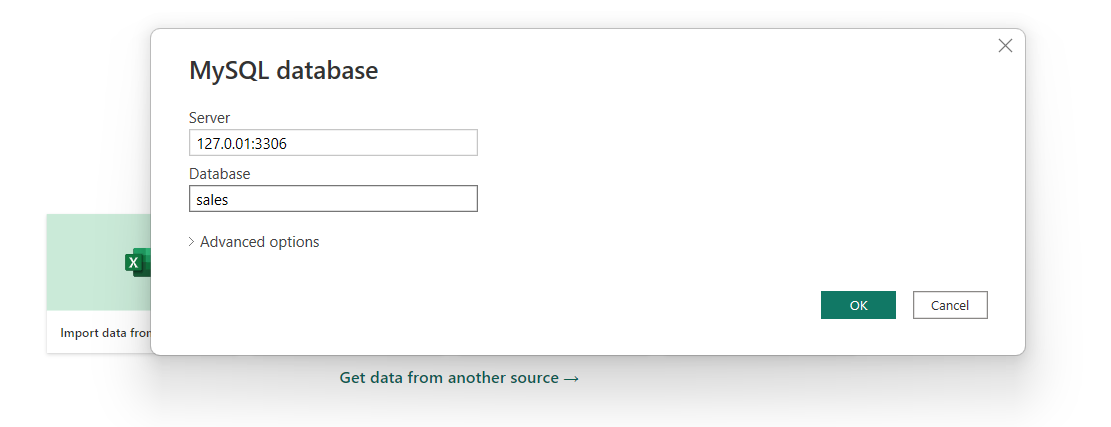 MySQL database
Server
127.0.01:3306
Database
sales
> Advanced options
X
OK
Cancel
Import data fro
Get data from another source →